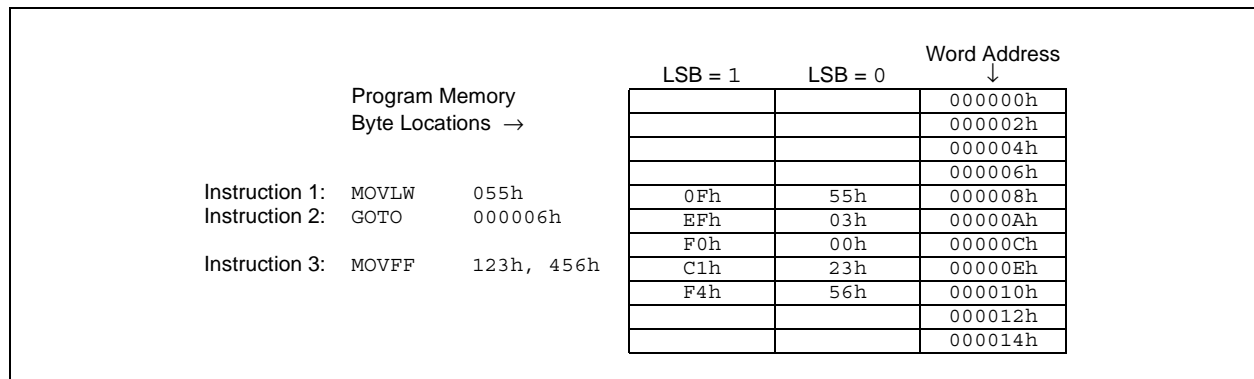 Word Address
LSB = 1 LSB = 0 ↓
Program Memory 000000h
Byte Locations → 000002h
000004h
000006h
Instruction 1: MOVLW 055h 0Fh 55h 000008h
Instruction 2: GOTO 000006h EFh 03h 00000Ah
F0h 00h 00000Ch
Instruction 3: MOVFF 123h, 456h C1h 23h 00000Eh
F4h 56h 000010h
000012h
000014h